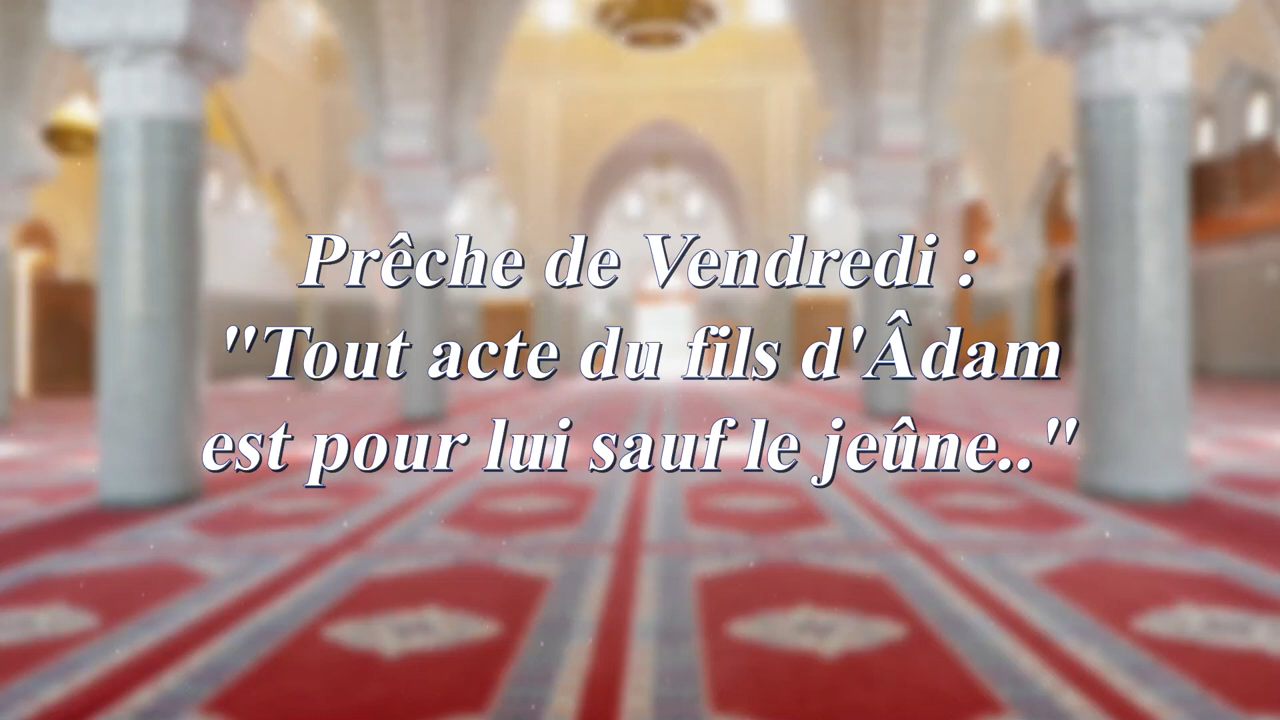 Prêche de Vendredi :
"Tout acte du fils d'Âdam
est pour lui sauf le jeûne.."